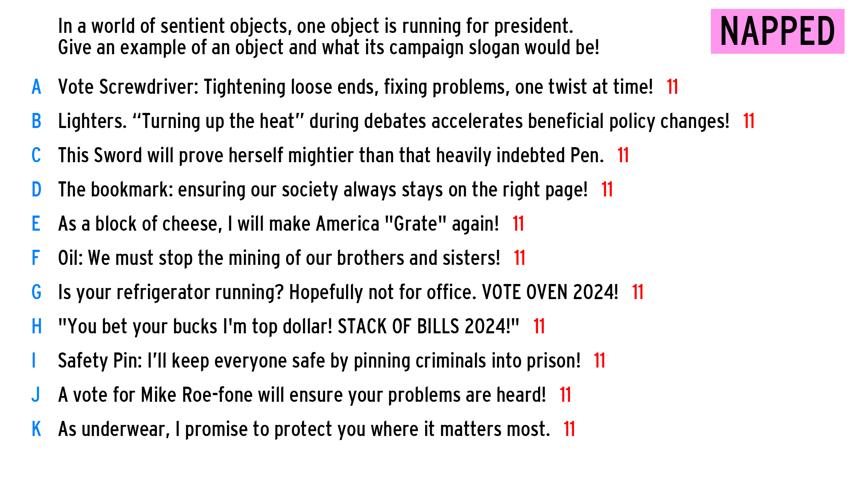 In a world of sentient objects, one object is running for president.
NAPPED
Give an example of an object and what its campaign slogan would be!
A Vote Screwdriver: Tightening loose ends, fixing problems, one twist at time! 11
B Lighters. “Turning up the heat” during debates accelerates beneficial policy changes! 11
C This Sword will prove herself mightier than that heavily indebted Pen. 11
D The bookmark: ensuring our society always stays on the right page! 11
E As a block of cheese, I will make America "Grate" again! 11
F Oil: We must stop the mining of our brothers and sisters! 11
G Is your refrigerator running? Hopefully not for office. VOTE OVEN 2024! 11
H "You bet your bucks I'm top dollar! STACK OF BILLS 2024!" 11
I Safety Pin: I’ll keep everyone safe by pinning criminals into prison! 11
J A vote for Mike Roe-fone will ensure your problems are heard! 11
K As underwear, I promise to protect you where it matters most. 11